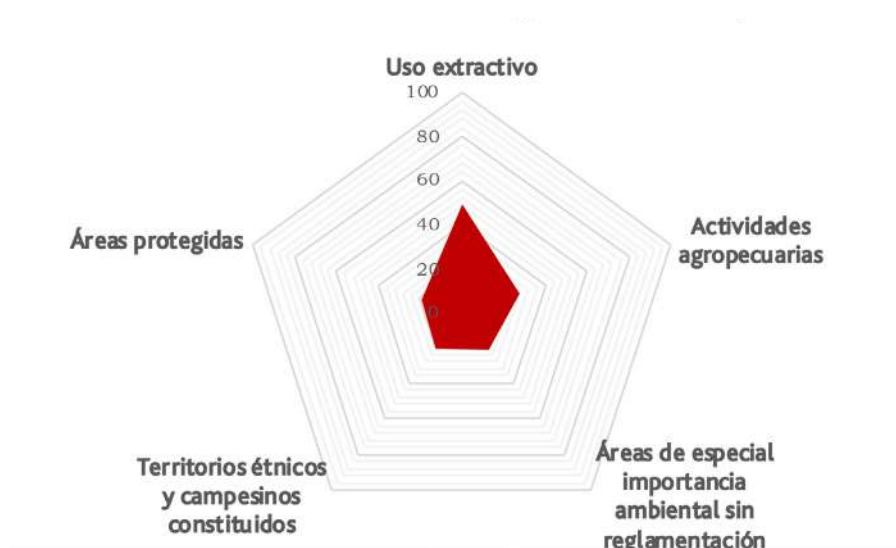 Uso extractivo
100
80
60
40
20
0
Actividades
agropecuarias
Áreas de especial
importancia
ambiental sin
reglamentación
Territorios étnicos
y campesinos
constituidos
Áreas protegidas